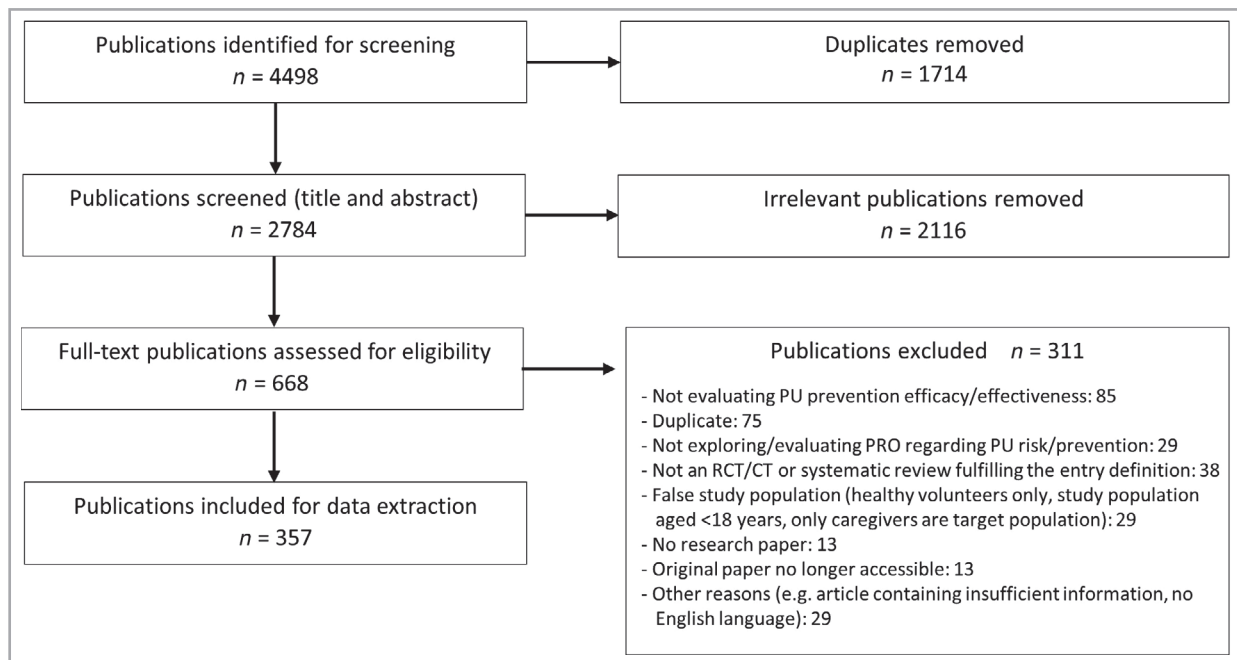 Publications identified for screening
n = 4498
Duplicates removed
n = 1714
Publications screened (title and abstract)
n = 2784
Irrelevant publications removed
n = 2116
Full-text publications assessed for eligibility
n = 668
Publications excluded n = 311
- Not evaluating PU prevention efficacy/effectiveness: 85
- Duplicate: 75
- Not exploring/evaluating PRO regarding PU risk/prevention: 29
- Not an RCT/CT or systematic review fulfilling the entry definition: 38
- False study population (healthy volunteers only, study population
aged <18 years, only caregivers are target population): 29
- No research paper: 13
- Original paper no longer accessible: 13
- Other reasons (e.g. article containing insufficient information, no
English language): 29
Publications included for data extraction
n = 357